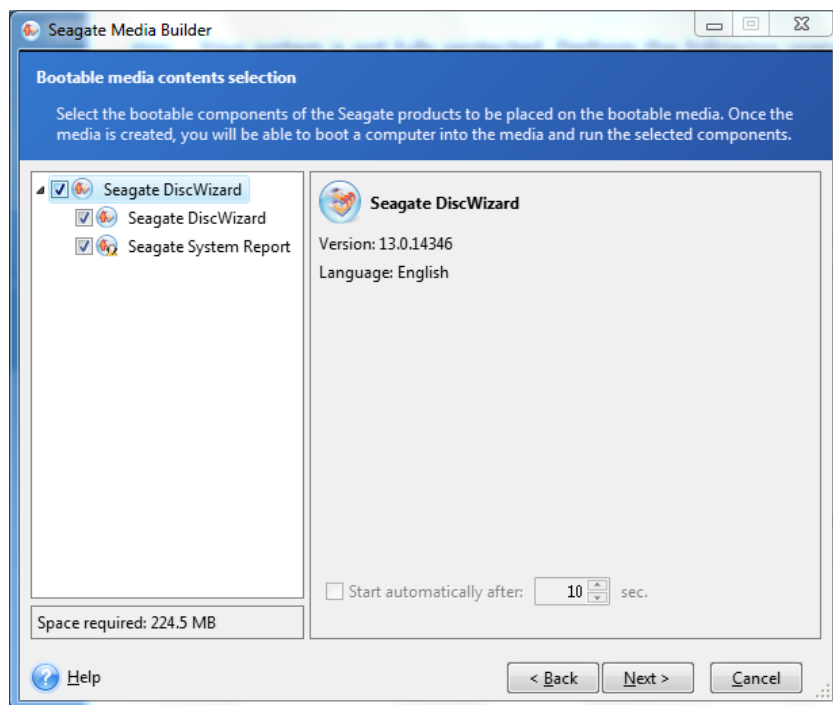 Seagate Media Builder
Bootable media contents selection
Select the bootable components of the Seagate products to be placed on the bootable media. Once the
media is created, you will be able to boot a computer into the media and run the selected components.
Seagate DiscWizard
Seagate DiscWizard
Seagate System Report
Seagate DiscWizard
Version: 13.0.14346
Language: English
Start automatically after: 10 sec.
Space required: 224.5 MB
Help
< Back Next > Cancel